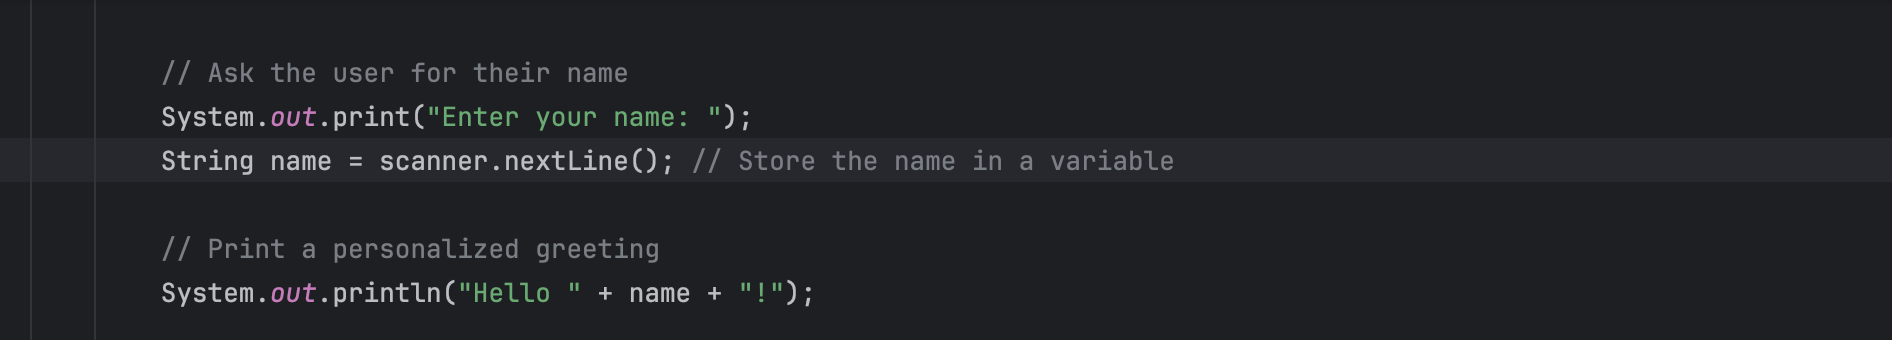 // Ask the user for their name
System.out.print("Enter your name: ");
String name = scanner.nextLine(); // Store the name in a variable
// Print a personalized greeting
System.out.println("Hello " + name + "!");